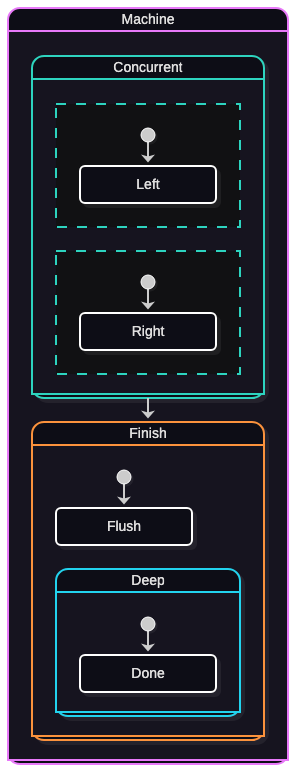 Machine
Concurrent
Left
Right
Finish
Flush
Deep
Done